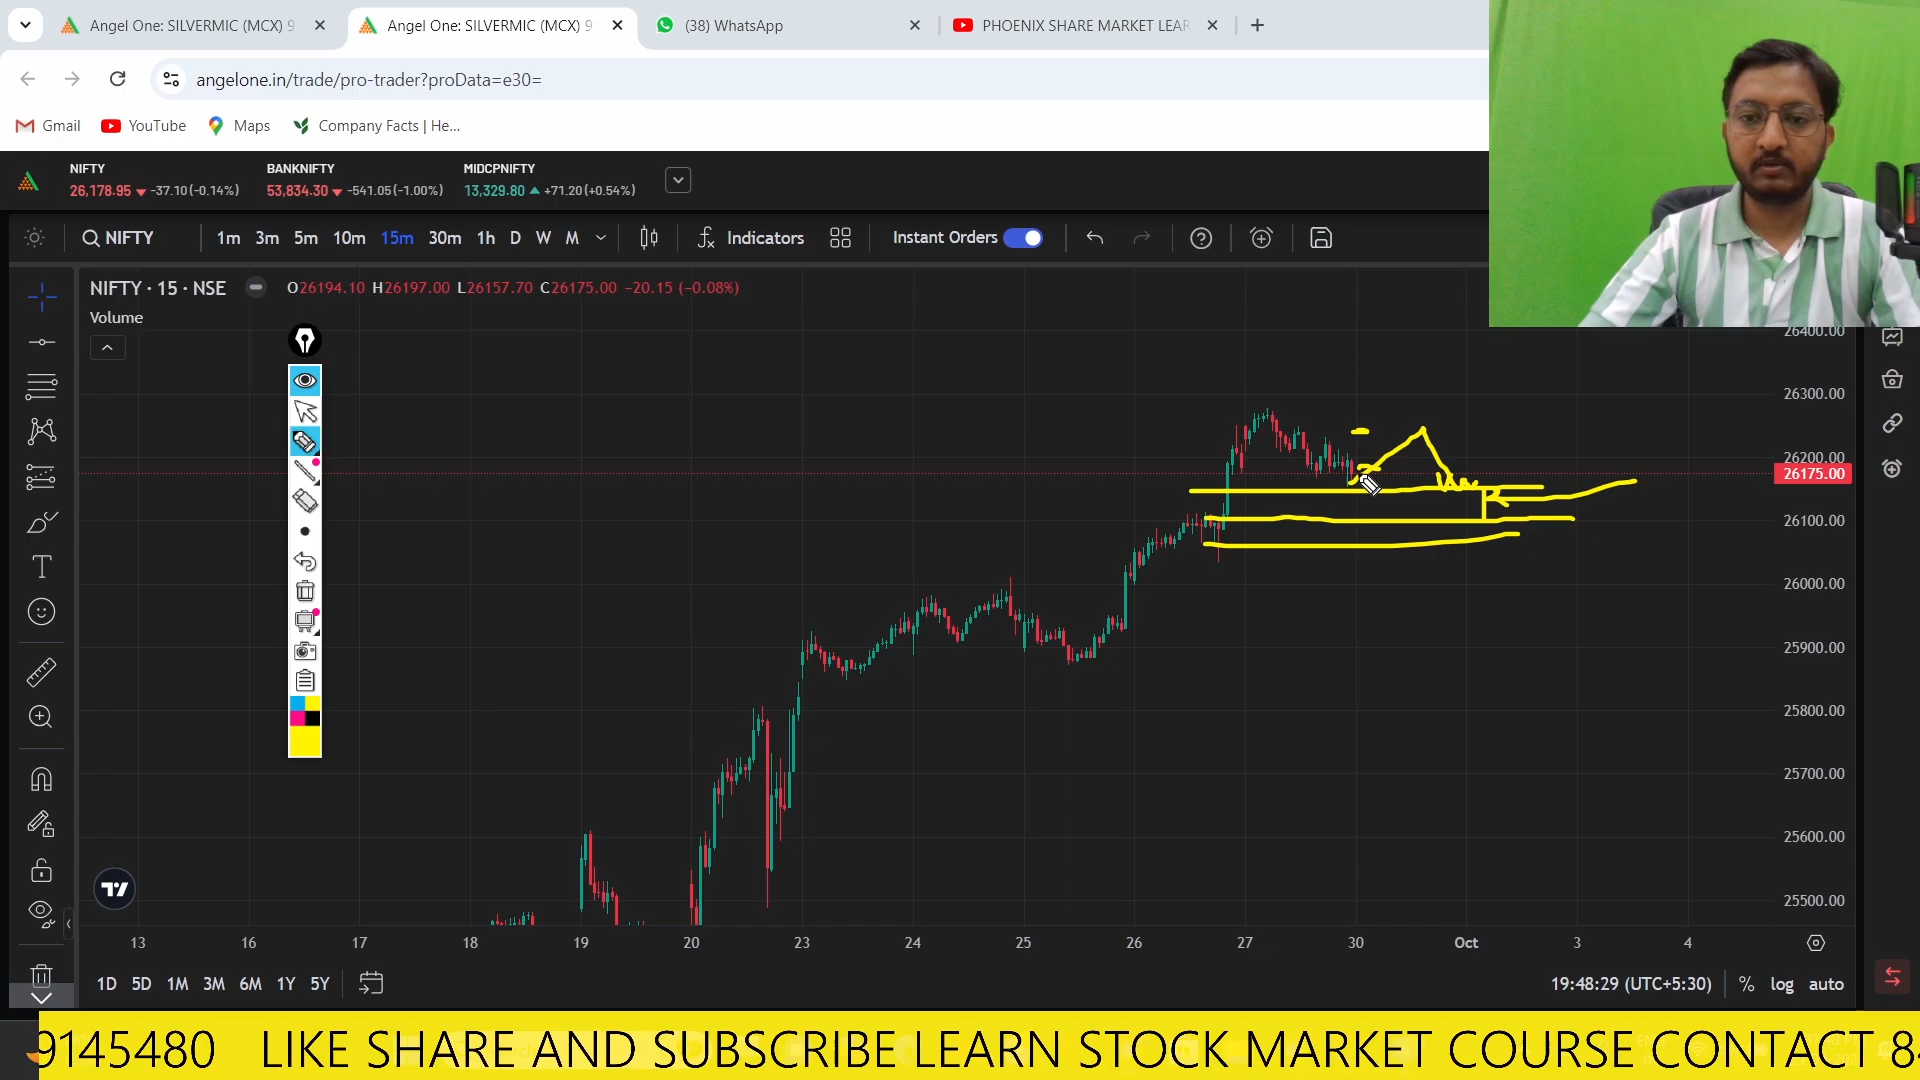 Angel One: SILVERMIC (MCX) 9
Angel One: SILVERMIC (MCX) 9
(38) WhatsApp
PHOENIX SHARE MARKET LEAR
angelone.in/trade/pro-trader?proData=e30=
Gmail
YouTube
Maps
Company Facts | He...
NIFTY
26,178.95 -37.10 (-0.14%)
BANKNIFTY
53,834.30 -541.05 (-1.00%)
MIDCPNIFTY
13,329.80 +71.20 (+0.54%)
NIFTY
1m 3m 5m 10m 15m 30m 1h D W M
Indicators
Instant Orders
NIFTY · 15 · NSE
O26194.10 H26197.00 L26157.70 C26175.00 −20.15 (−0.08%)
Volume
26400.00
26300.00
26200.00
26175.00
26100.00
26000.00
25900.00
25800.00
25700.00
25600.00
25500.00
13 16 17 18 19 20 23 24 25 26 27 30 Oct 3 4
1D 5D 1M 3M 6M 1Y 5Y
19:48:29 (UTC+5:30)
% log auto
9145480 LIKE SHARE AND SUBSCRIBE LEARN STOCK MARKET COURSE CONTACT 84